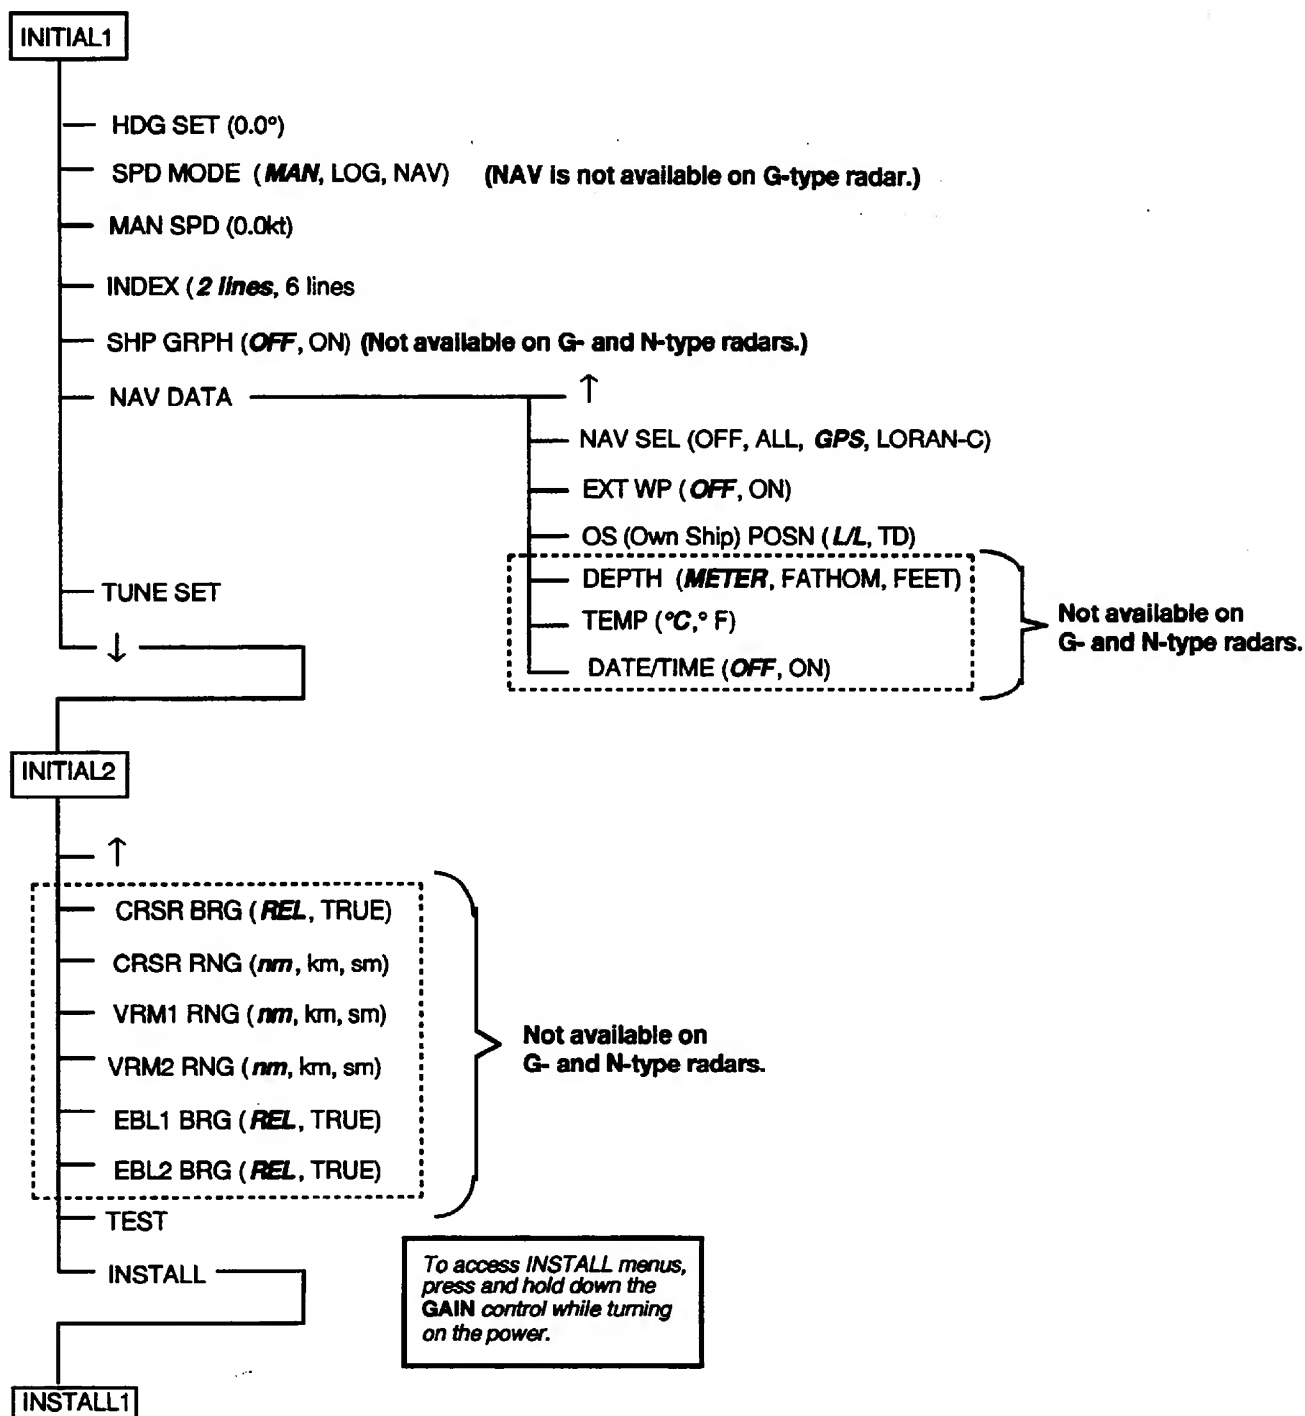 INITIAL1
HDG SET (0.0°)
SPD MODE (MAN, LOG, NAV) (NAV is not available on G-type radar.)
MAN SPD (0.0kt)
INDEX (2 lines, 6 lines
SHP GRPH (OFF, ON) (Not available on G- and N-type radars.)
NAV DATA
↑
NAV SEL (OFF, ALL, GPS, LORAN-C)
EXT WP (OFF, ON)
OS (Own Ship) POSN (L/L, TD)
DEPTH (METER, FATHOM, FEET)
TEMP (°C,° F)
DATE/TIME (OFF, ON)
Not available on
G- and N-type radars.
TUNE SET
↓
INITIAL2
↑
CRSR BRG (REL, TRUE)
CRSR RNG (nm, km, sm)
VRM1 RNG (nm, km, sm)
VRM2 RNG (nm, km, sm)
EBL1 BRG (REL, TRUE)
EBL2 BRG (REL, TRUE)
Not available on
G- and N-type radars.
TEST
INSTALL
To access INSTALL menus,
press and hold down the
GAIN control while turning
on the power.
INSTALL1